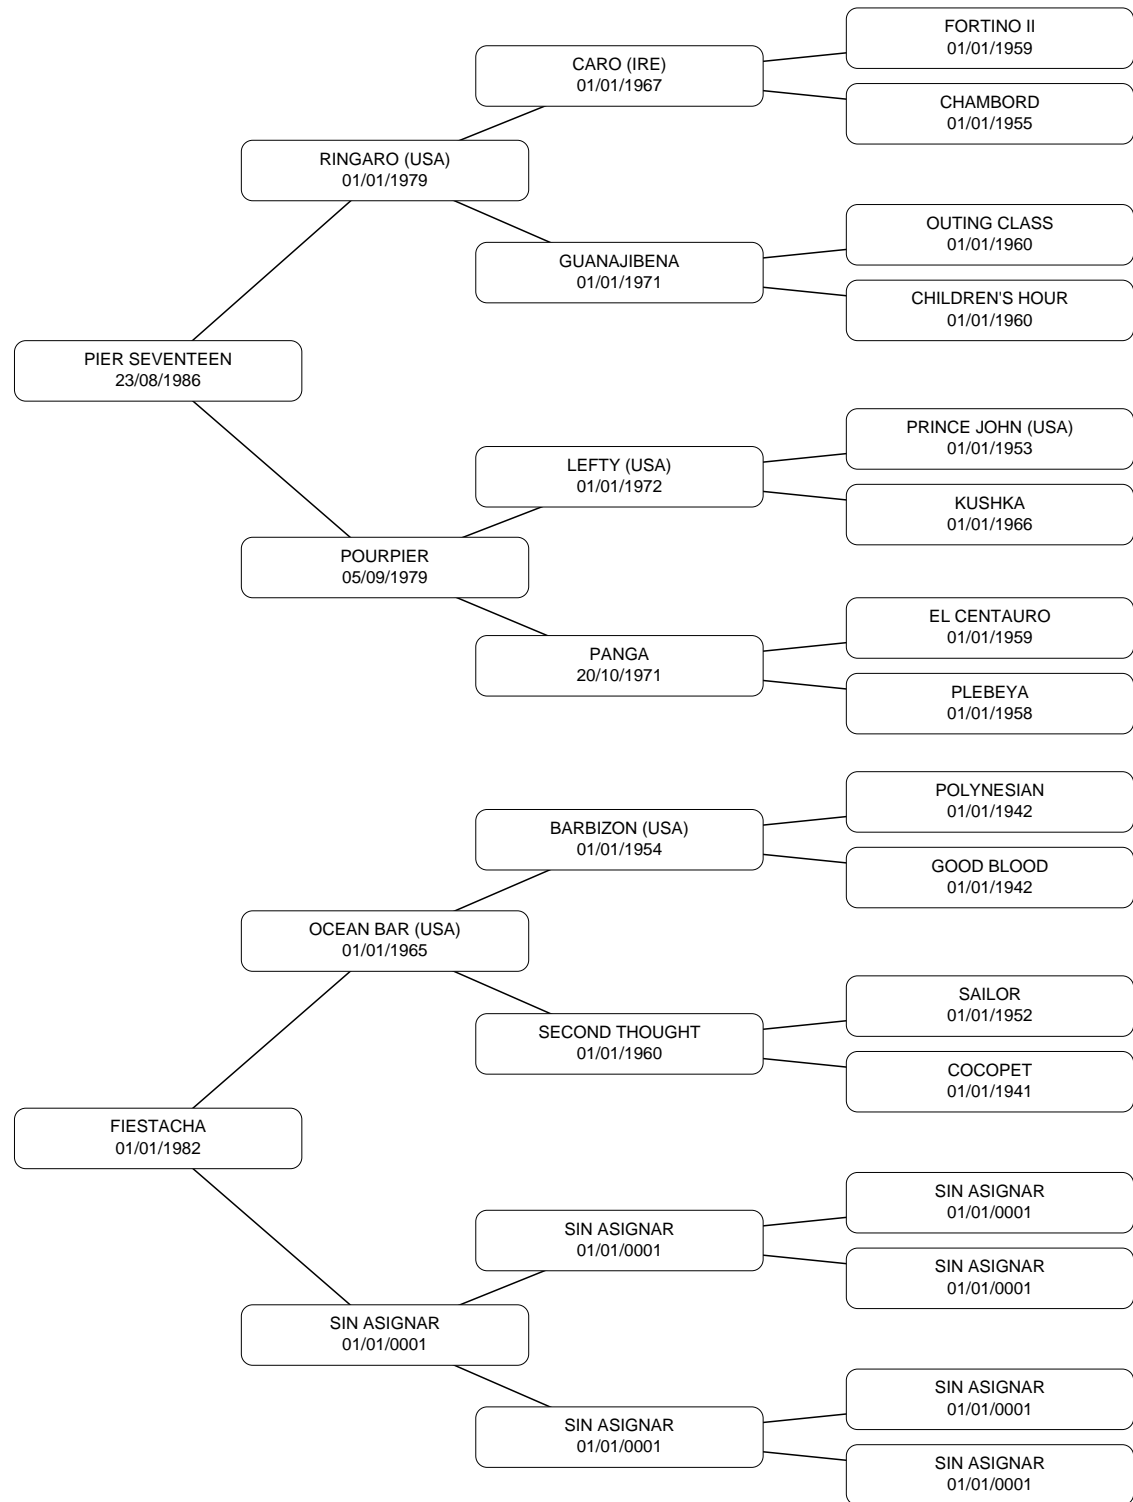 FORTINO II
01/01/1959
CARO (IRE)
01/01/1967
CHAMBORD
01/01/1955
RINGARO (USA)
01/01/1979
OUTING CLASS
01/01/1960
GUANAJIBENA
01/01/1971
CHILDREN'S HOUR
01/01/1960
PIER SEVENTEEN
23/08/1986
PRINCE JOHN (USA)
01/01/1953
LEFTY (USA)
01/01/1972
KUSHKA
01/01/1966
POURPIER
05/09/1979
EL CENTAURO
01/01/1959
PANGA
20/10/1971
PLEBEYA
01/01/1958
POLYNESIAN
01/01/1942
BARBIZON (USA)
01/01/1954
GOOD BLOOD
01/01/1942
OCEAN BAR (USA)
01/01/1965
SAILOR
01/01/1952
SECOND THOUGHT
01/01/1960
COCOPET
01/01/1941
FIESTACHA
01/01/1982
SIN ASIGNAR
01/01/0001
SIN ASIGNAR
01/01/0001
SIN ASIGNAR
01/01/0001
SIN ASIGNAR
01/01/0001
SIN ASIGNAR
01/01/0001
SIN ASIGNAR
01/01/0001
SIN ASIGNAR
01/01/0001